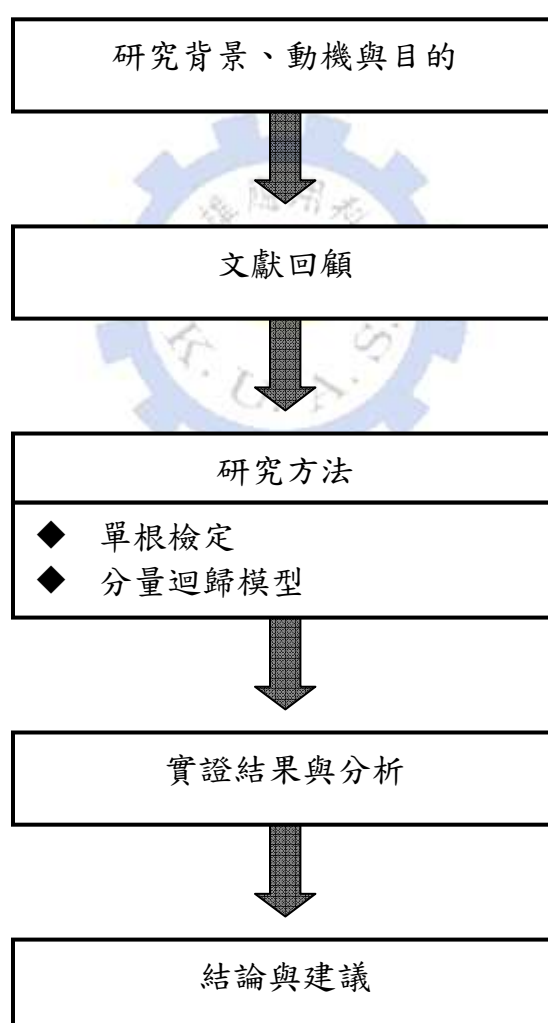 研究背景、動機與目的
文獻回顧
K. U. A. S.
研究方法
◆ 單根檢定
◆ 分量迴歸模型
實證結果與分析
結論與建議